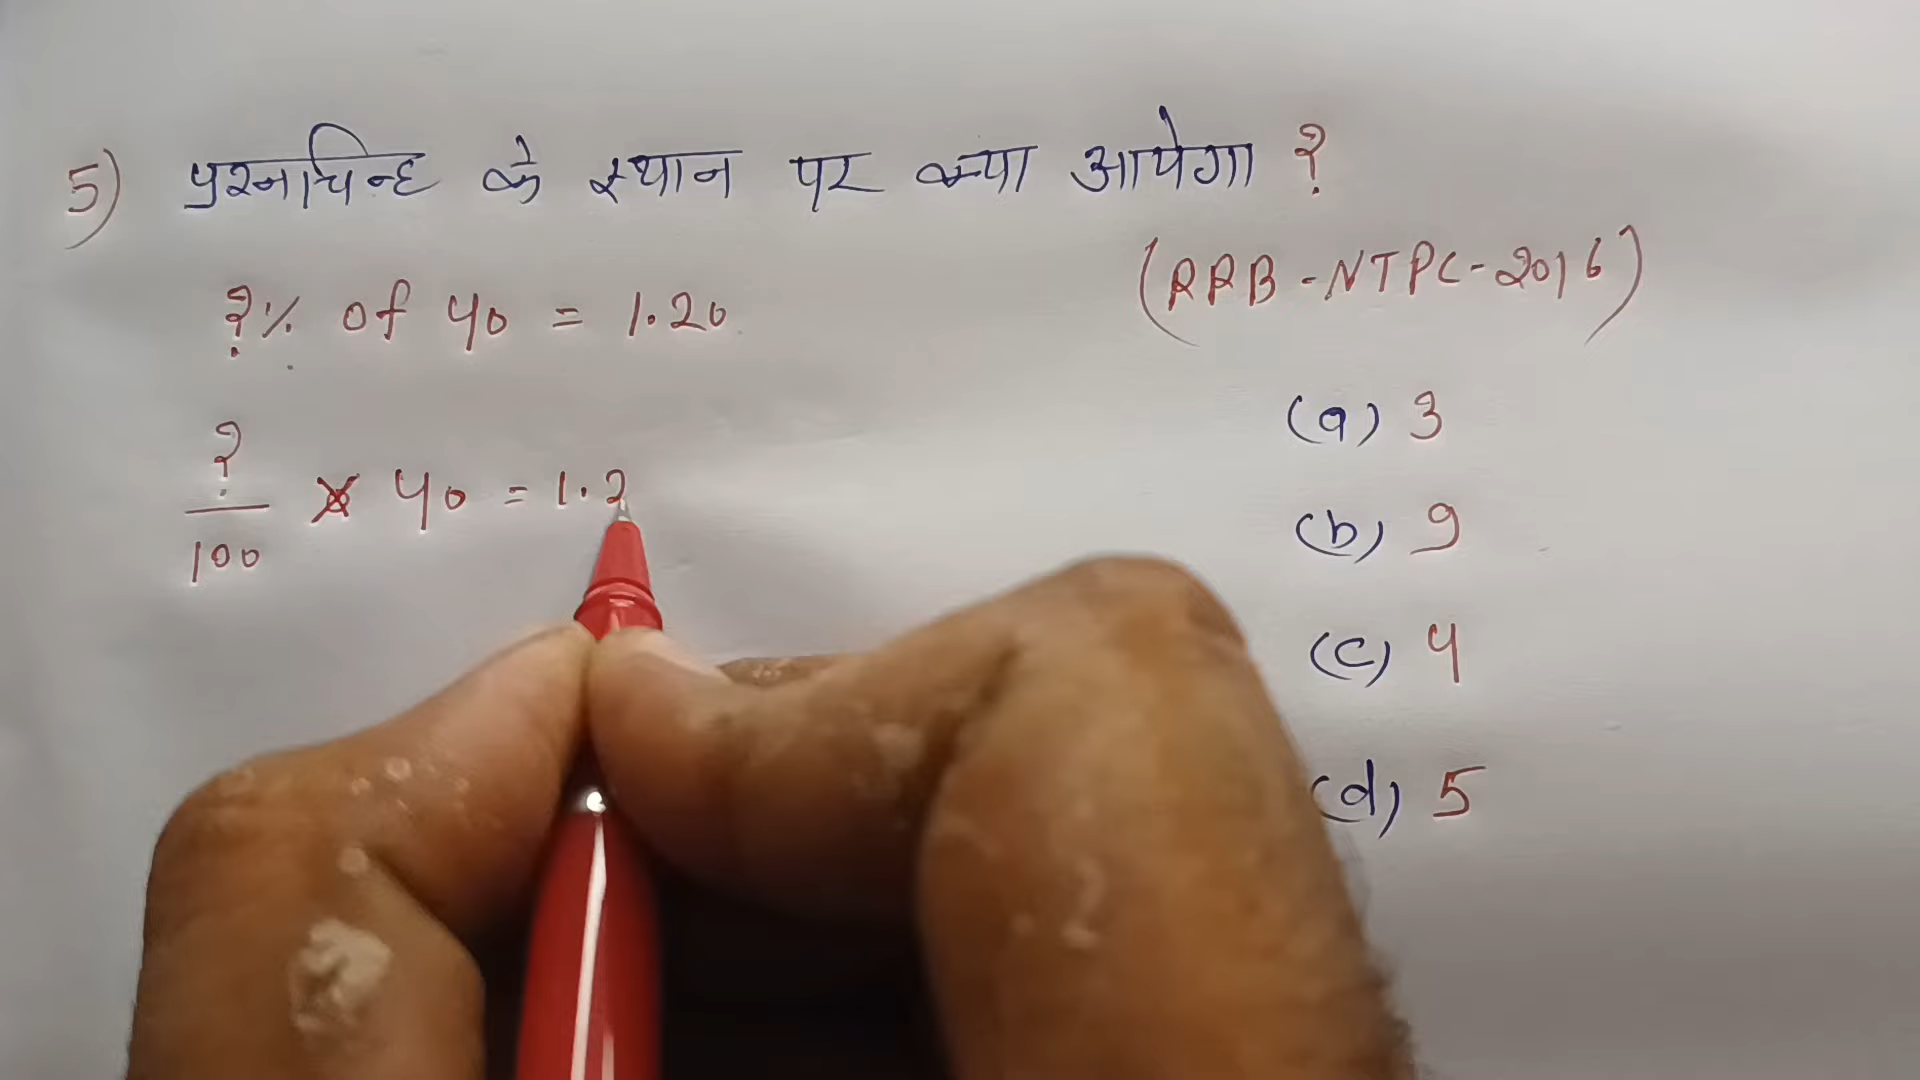 5) प्रश्नचिन्ह के स्थान पर क्या आयेगा ?
(RRB-NTPC-2016)
?% of 40 = 1.20
?/100 × 40 = 1.2
(a) 3
(b) 9
(c) 4
(d) 5